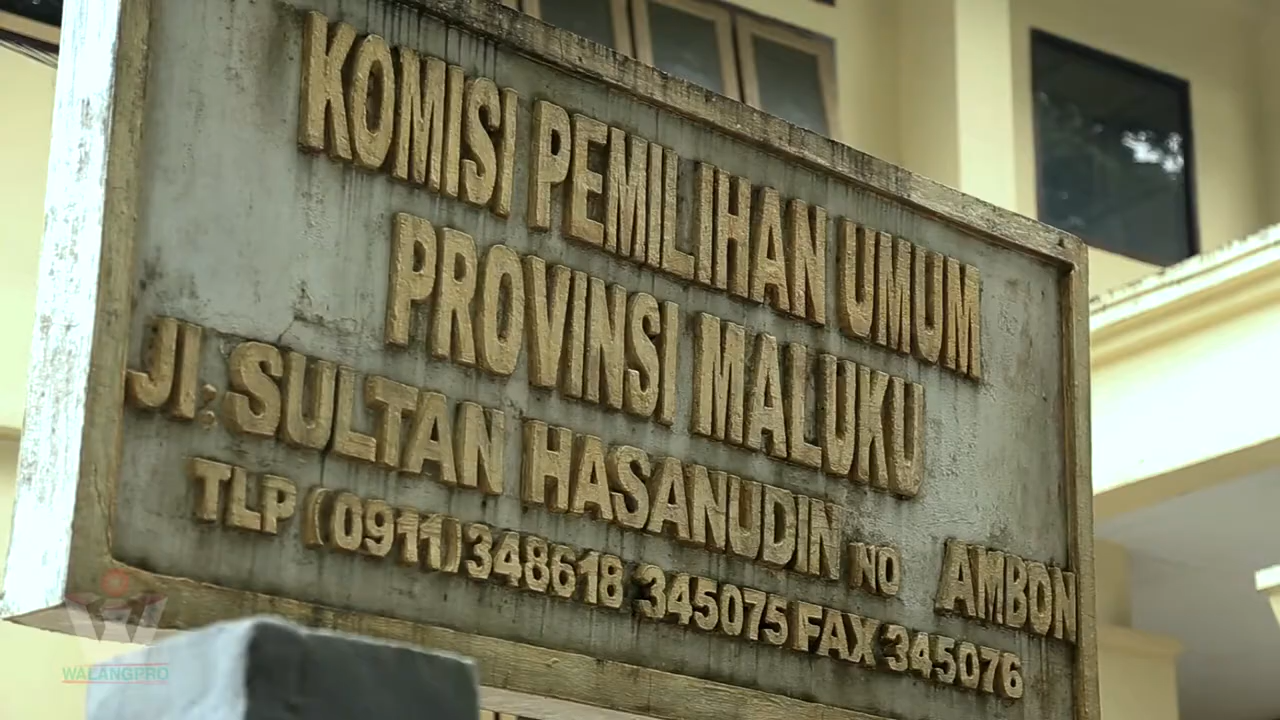 KOMISI PEMILIHAN UMUM
PROVINSI MALUKU
Jl: SULTAN HASANUDIN NO AMBON
TLP (0911)348618 345075 FAX 345076
WALANGPRO